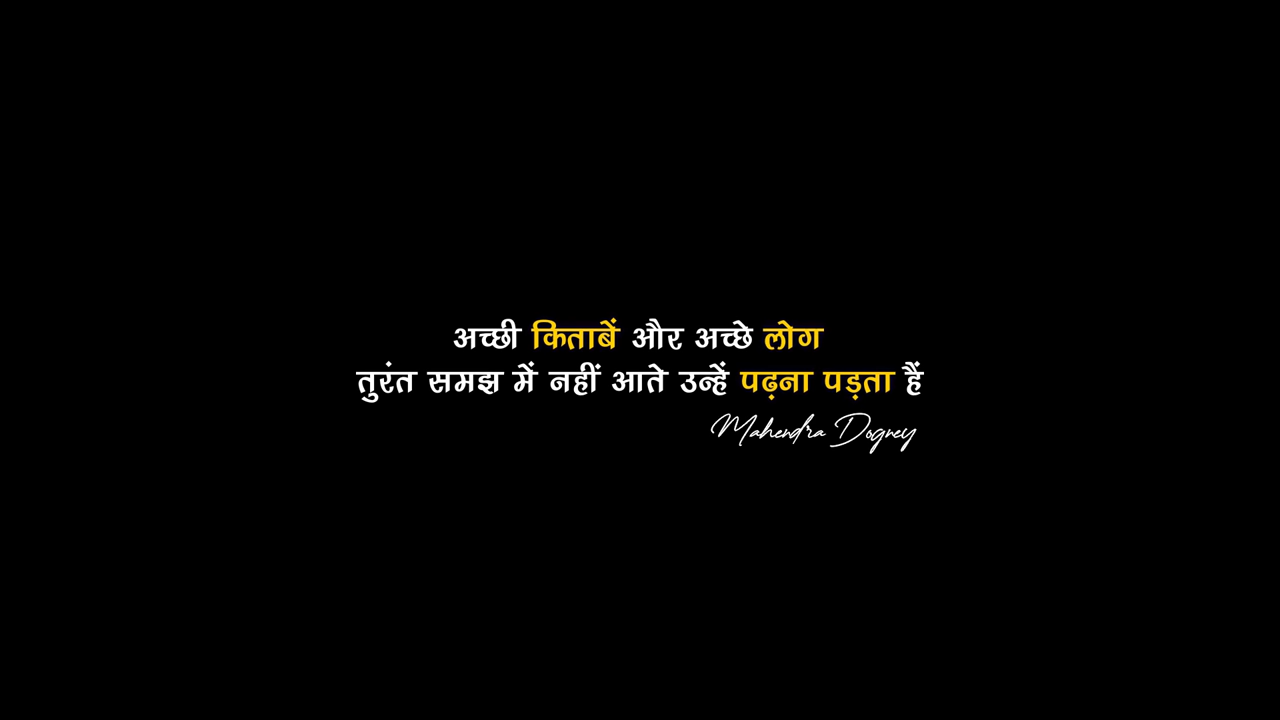 अच्छी किताबें और अच्छे लोग
तुरंत समझ में नहीं आते उन्हें पढ़ना पड़ता हैं
Mahendra Dogney